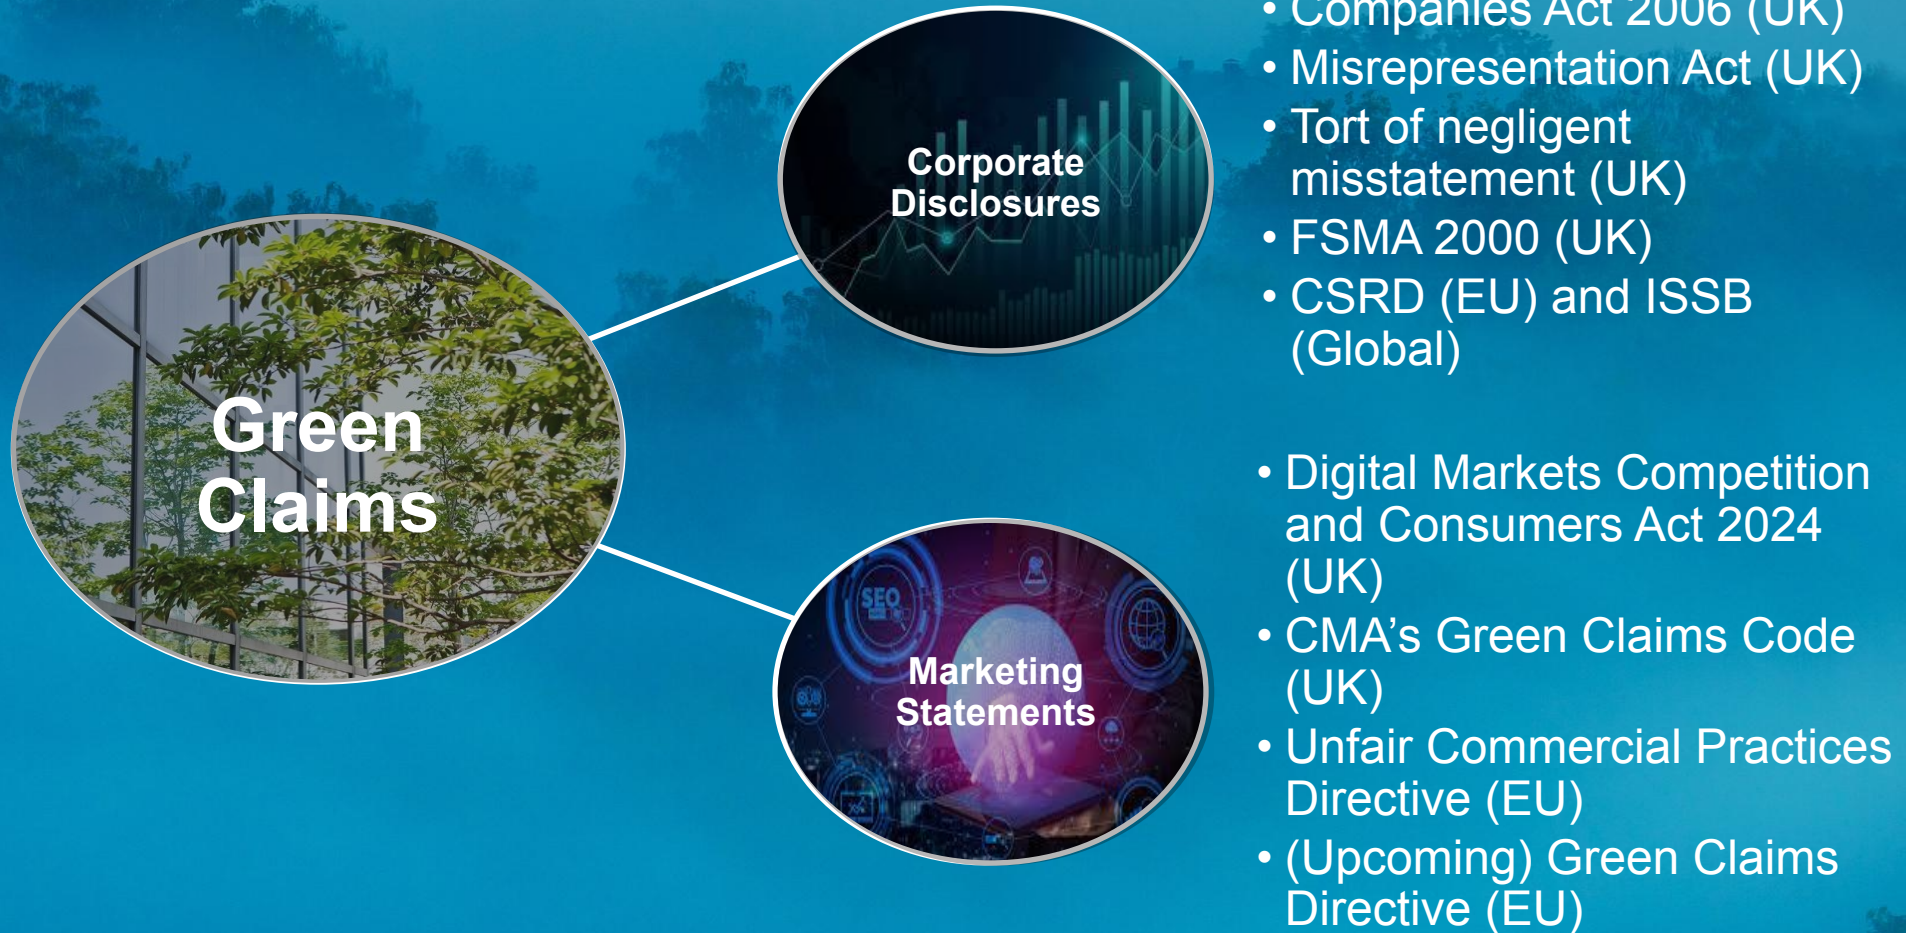 Green
Claims
Corporate
Disclosures
• Companies Act 2006 (UK)
• Misrepresentation Act (UK)
• Tort of negligent
misstatement (UK)
• FSMA 2000 (UK)
• CSRD (EU) and ISSB
(Global)
SEO
Marketing
Statements
• Digital Markets Competition
and Consumers Act 2024
(UK)
• CMA’s Green Claims Code
(UK)
• Unfair Commercial Practices
Directive (EU)
• (Upcoming) Green Claims
Directive (EU)